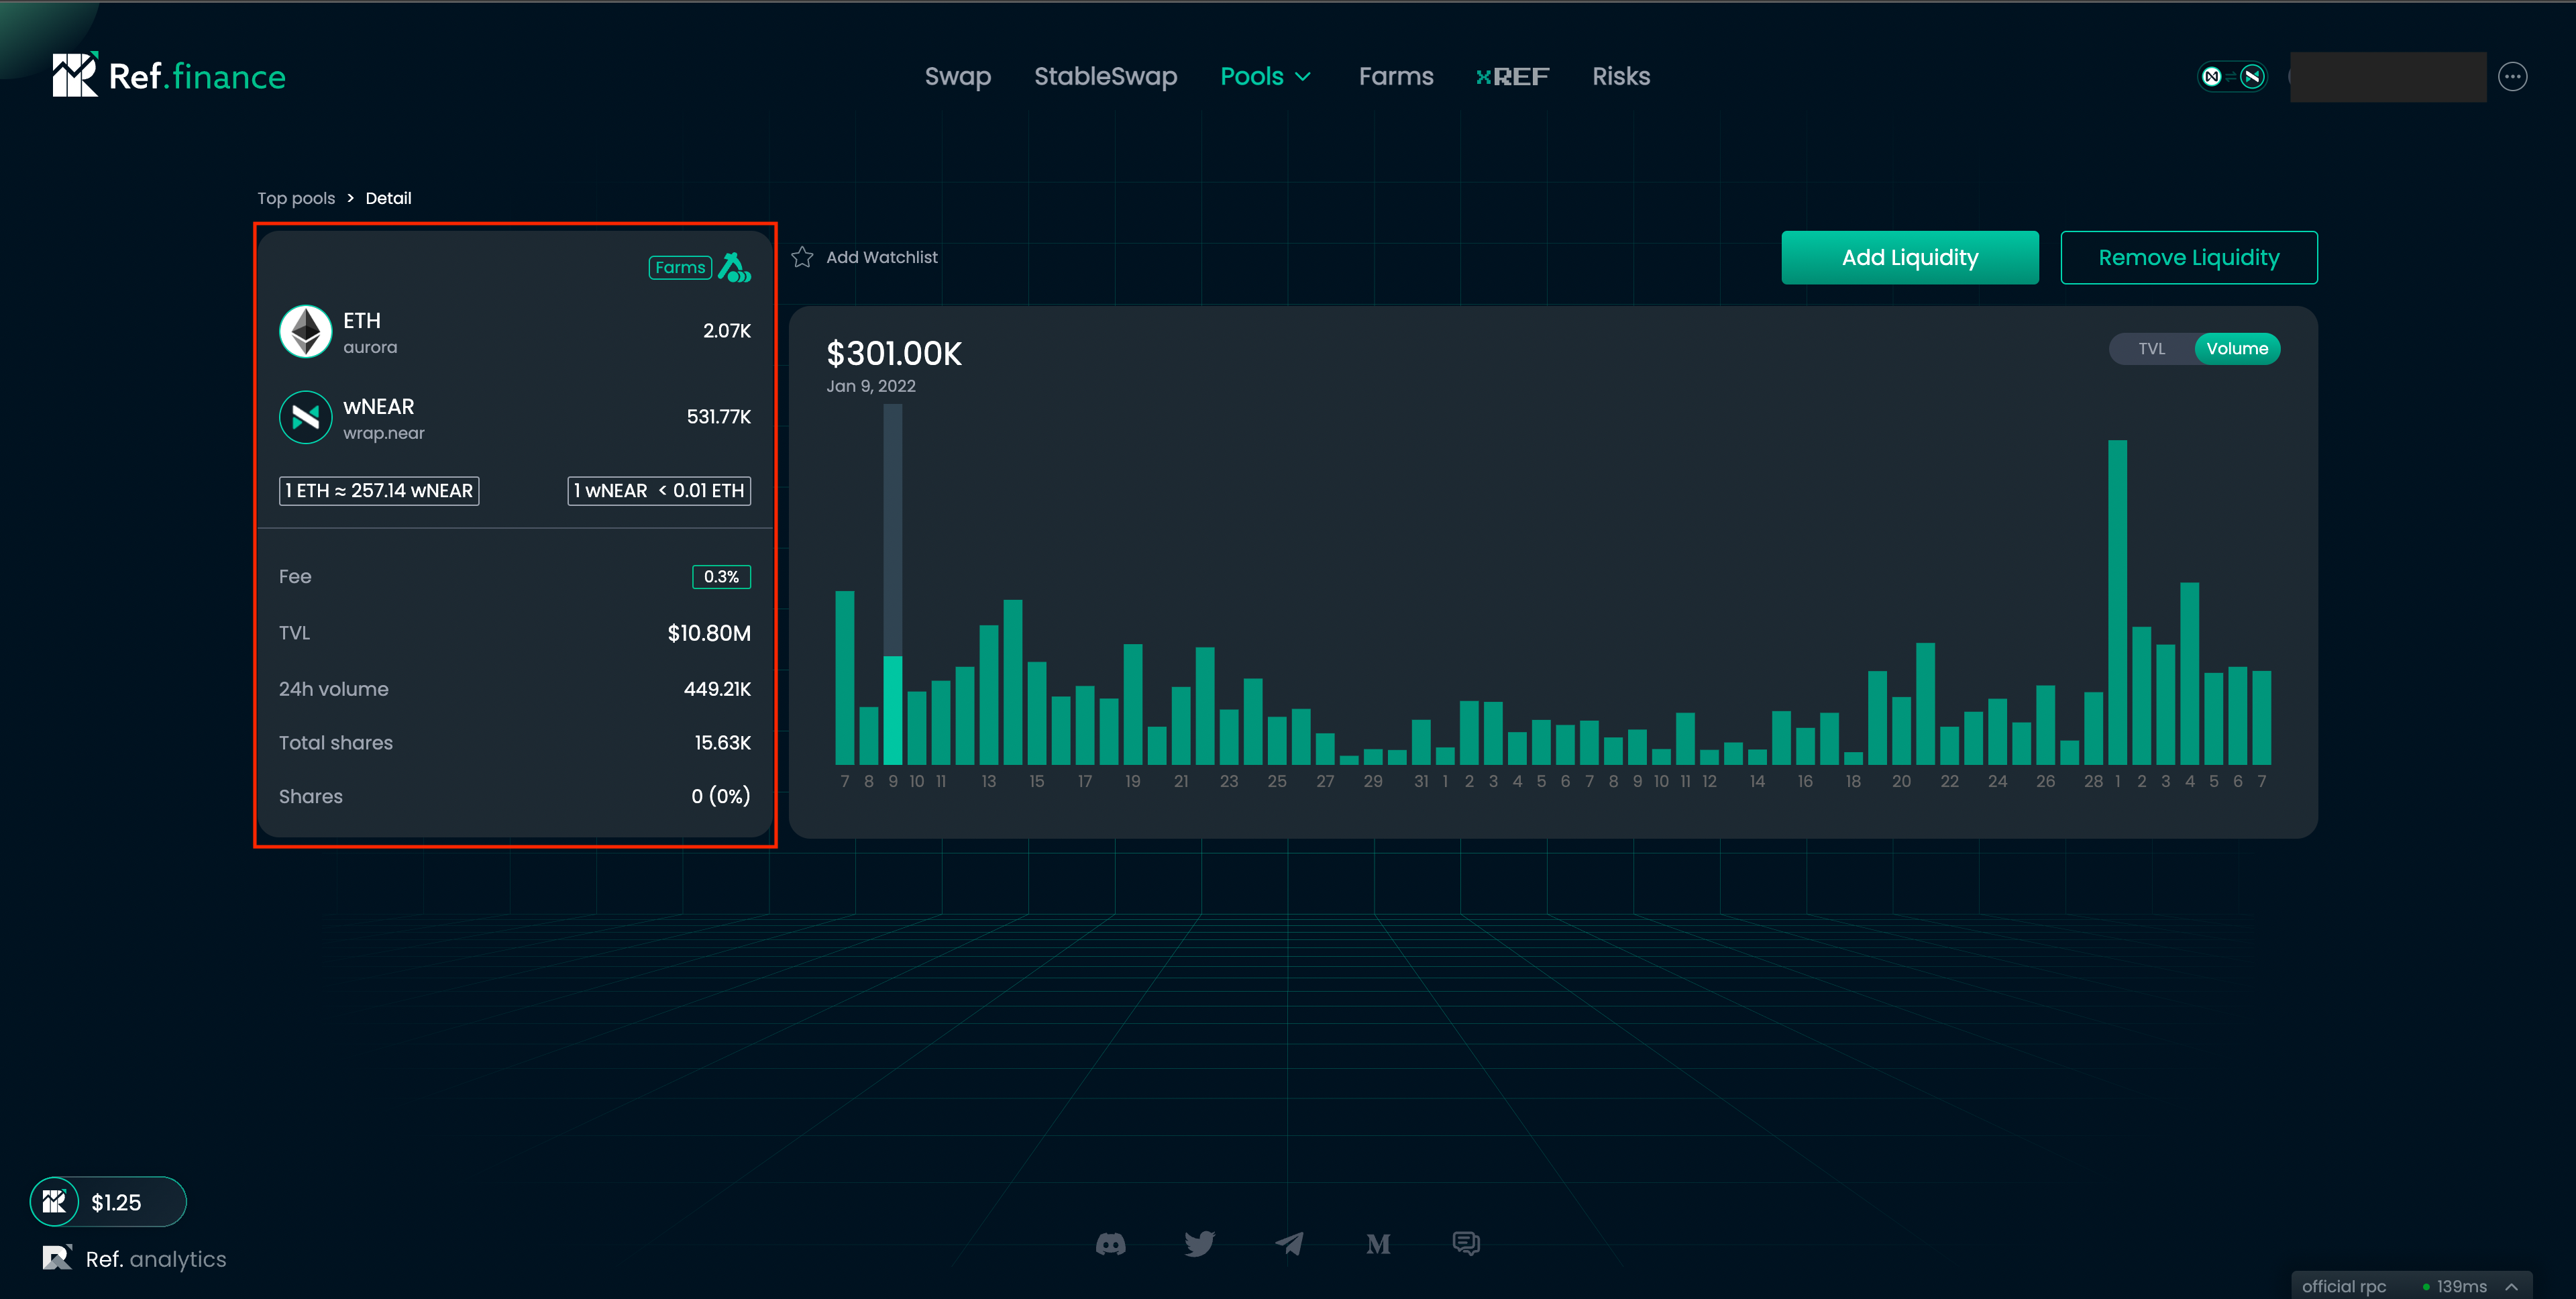 Ref.finance
Swap StableSwap Pools Farms xREF Risks
Top pools > Detail
Farms
Add Watchlist
Add Liquidity Remove Liquidity
ETH 2.07K
aurora
wNEAR 531.77K
wrap.near
1 ETH ≈ 257.14 wNEAR 1 wNEAR < 0.01 ETH
Fee 0.3%
TVL $10.80M
24h volume 449.21K
Total shares 15.63K
Shares 0 (0%)
$301.00K
Jan 9, 2022
TVL Volume
7 8 9 10 11 13 15 17 19 21 23 25 27 29 31 1 2 3 4 5 6 7 8 9 10 11 12 14 16 18 20 22 24 26 28 1 2 3 4 5 6 7
$1.25
Ref. analytics
official rpc 139ms